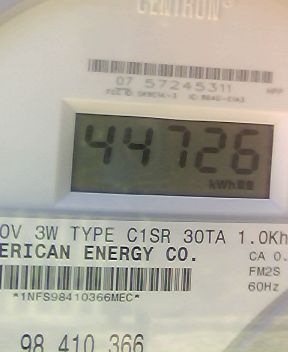 CENTRON®
07 57245311
44726
kWh
0V 3W TYPE C1SR 30TA 1.0Kh
ERICAN ENERGY CO.
CA 0.
FM2S
60Hz
*1NFS98410366MEC*
98 410 366